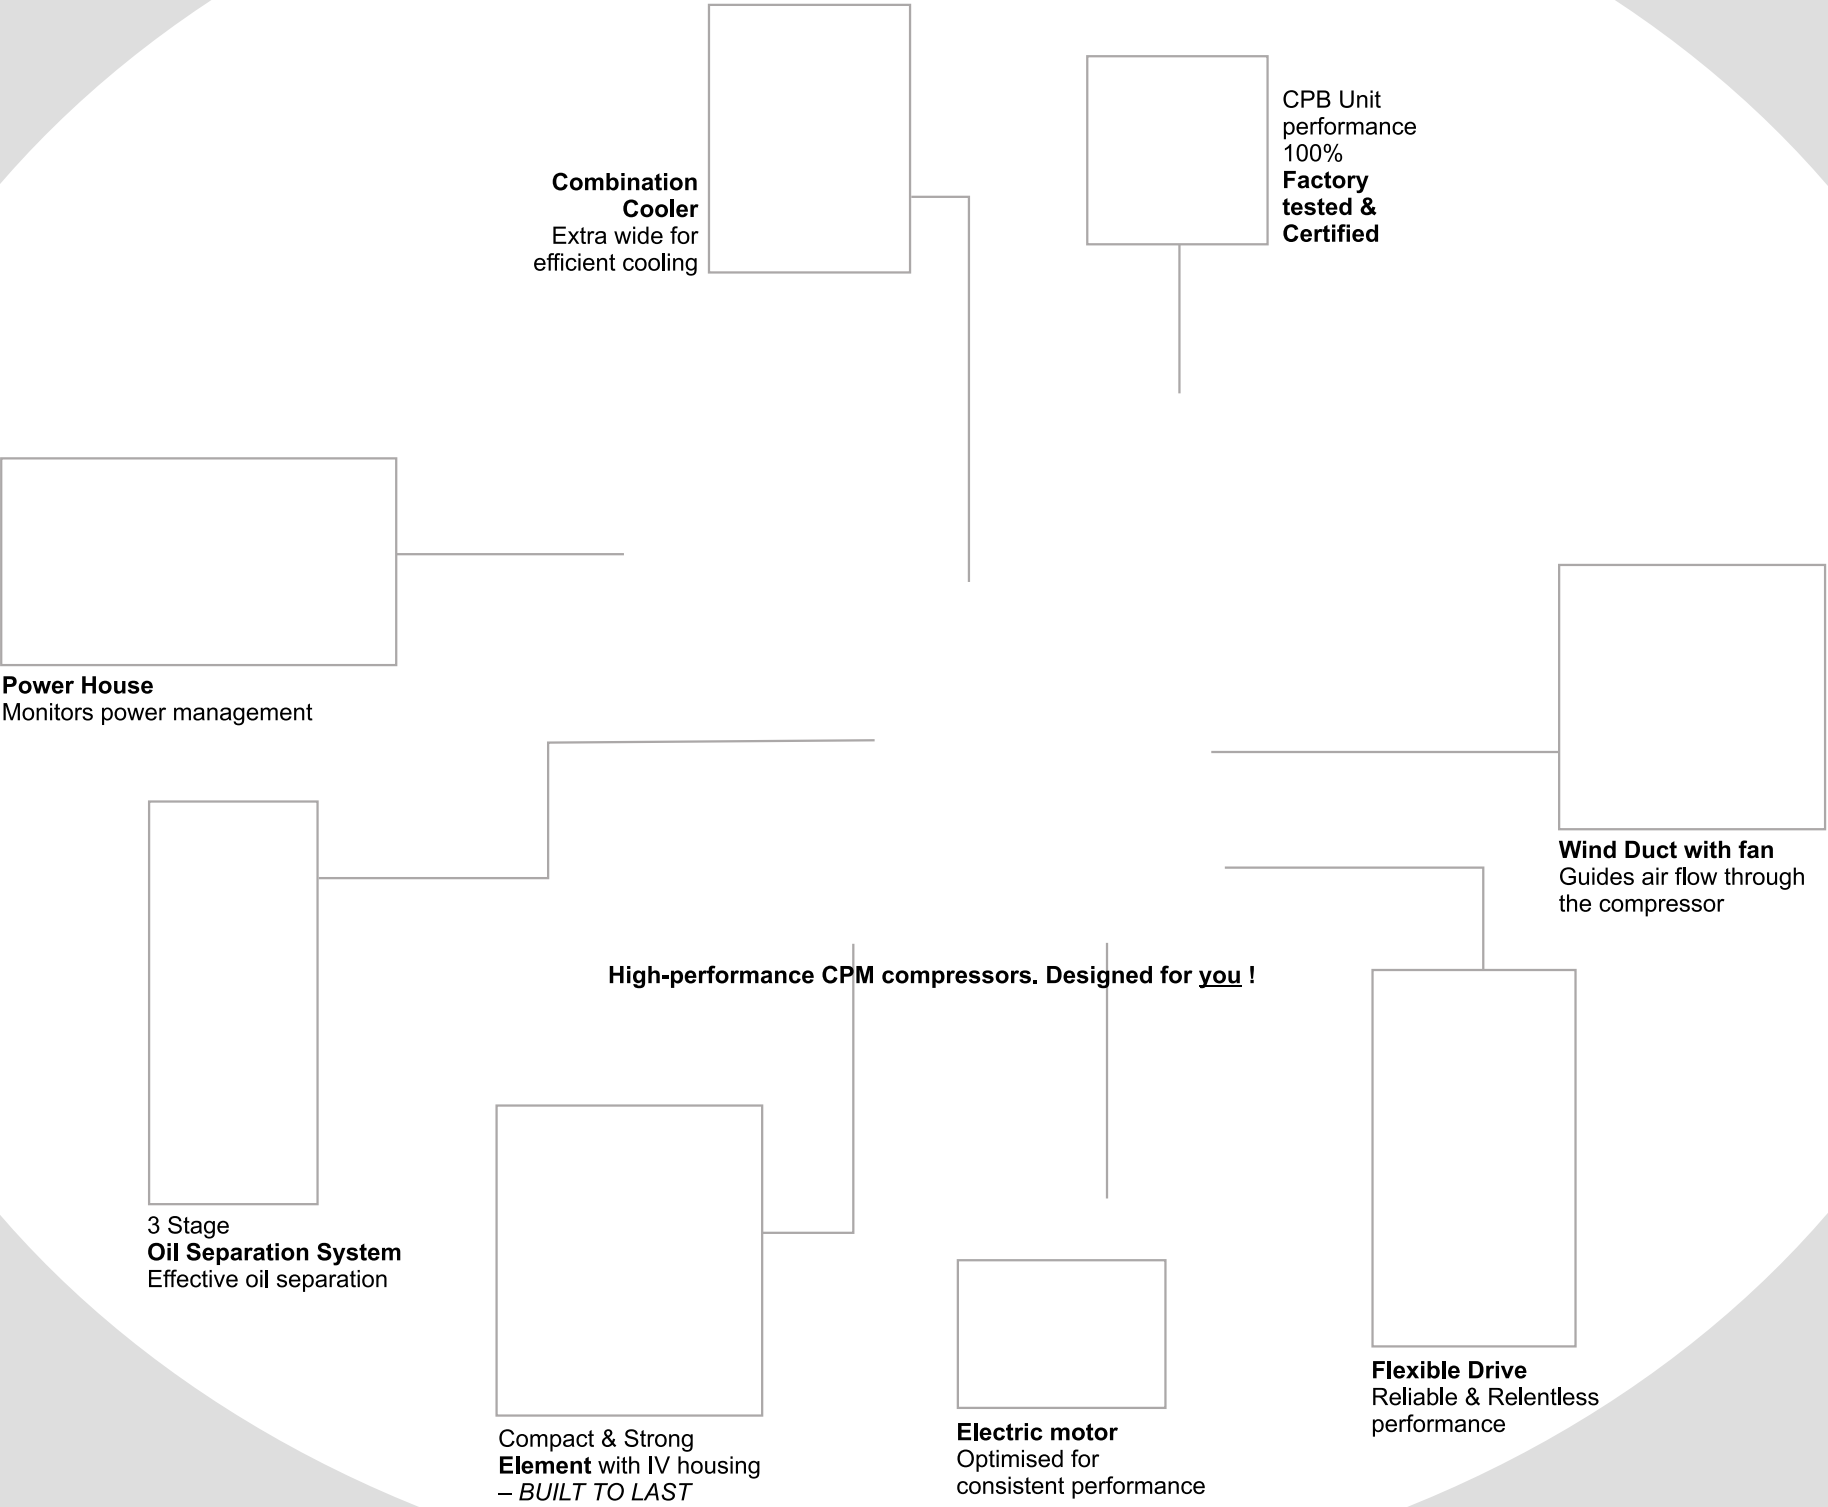 CPB Unit
performance
100%
Factory
tested &
Certified
Combination
Cooler
Extra wide for
efficient cooling
Power House
Monitors power management
Wind Duct with fan
Guides air flow through
the compressor
High-performance CPM compressors. Designed for you !
3 Stage
Oil Separation System
Effective oil separation
Flexible Drive
Reliable & Relentless
performance
Compact & Strong
Element with IV housing
– BUILT TO LAST
Electric motor
Optimised for
consistent performance